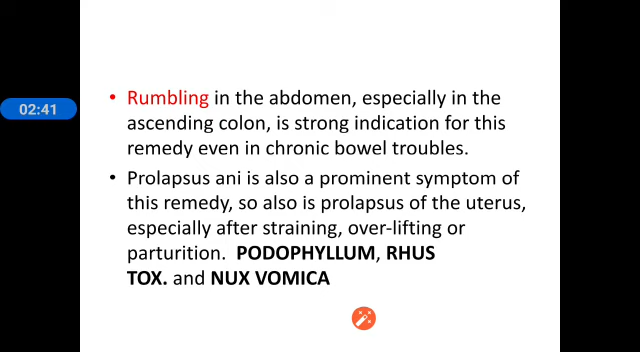 • Rumbling in the abdomen, especially in the
02:41
ascending colon, is strong indication for this
remedy even in chronic bowel troubles.
• Prolapsus ani is also a prominent symptom of
this remedy, so also is prolapsus of the uterus,
especially after straining, over-lifting or
parturition.  PODOPHYLLUM, RHUS
TOX. and NUX VOMICA